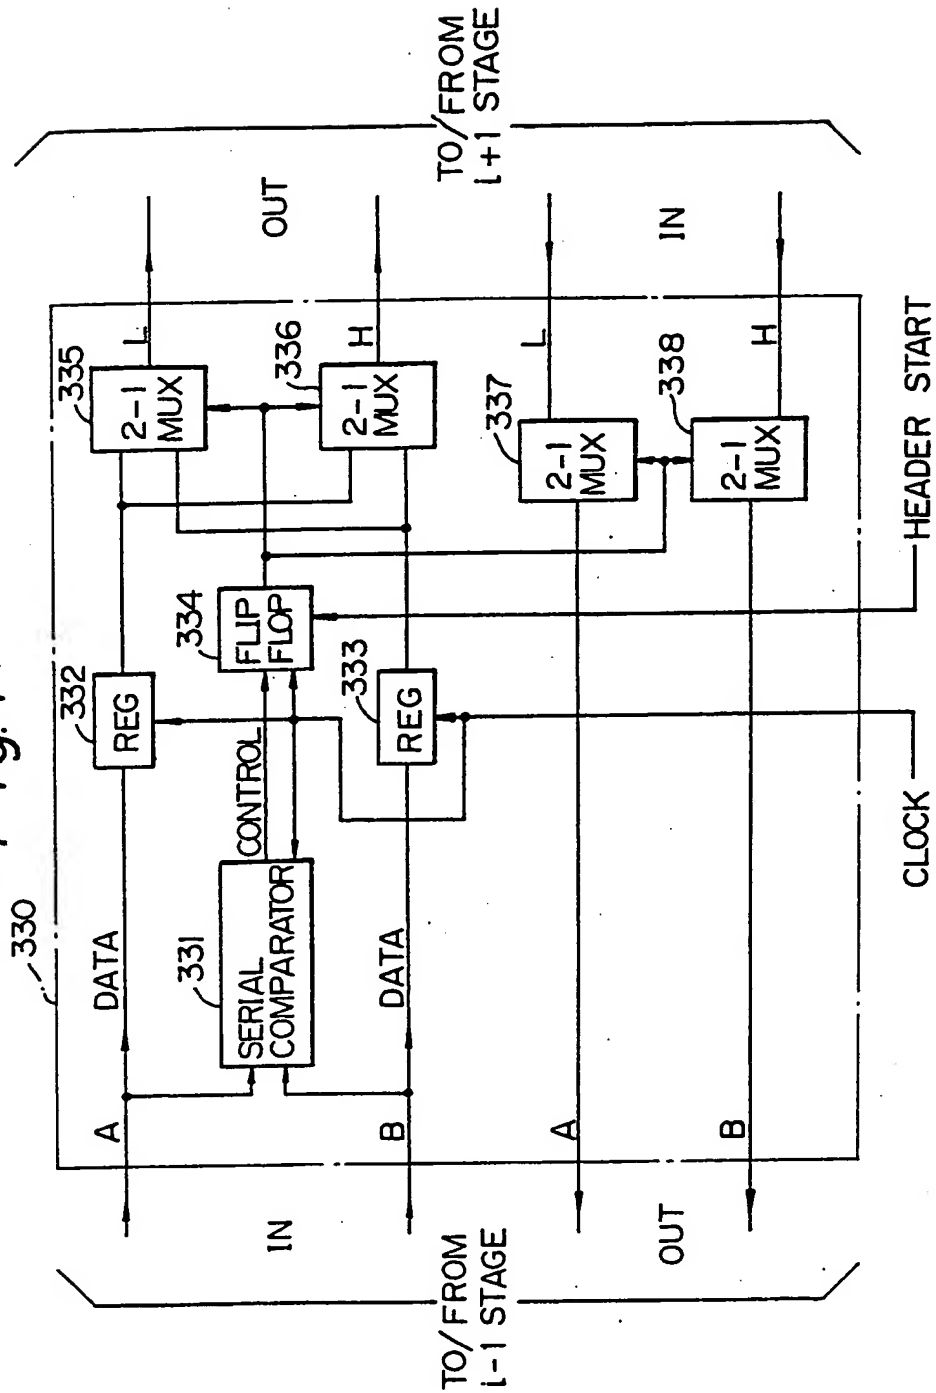 330
A
DATA
332
REG
335
2-1
MUX
L
OUT
IN
331
SERIAL
COMPARATOR
CONTROL
334
FLIP
FLOP
336
2-1
MUX
H
B
DATA
333
REG
TO/FROM
i-1 STAGE
TO/FROM
i+1 STAGE
A
337
2-1
MUX
L
OUT
IN
B
338
2-1
MUX
H
CLOCK
HEADER START